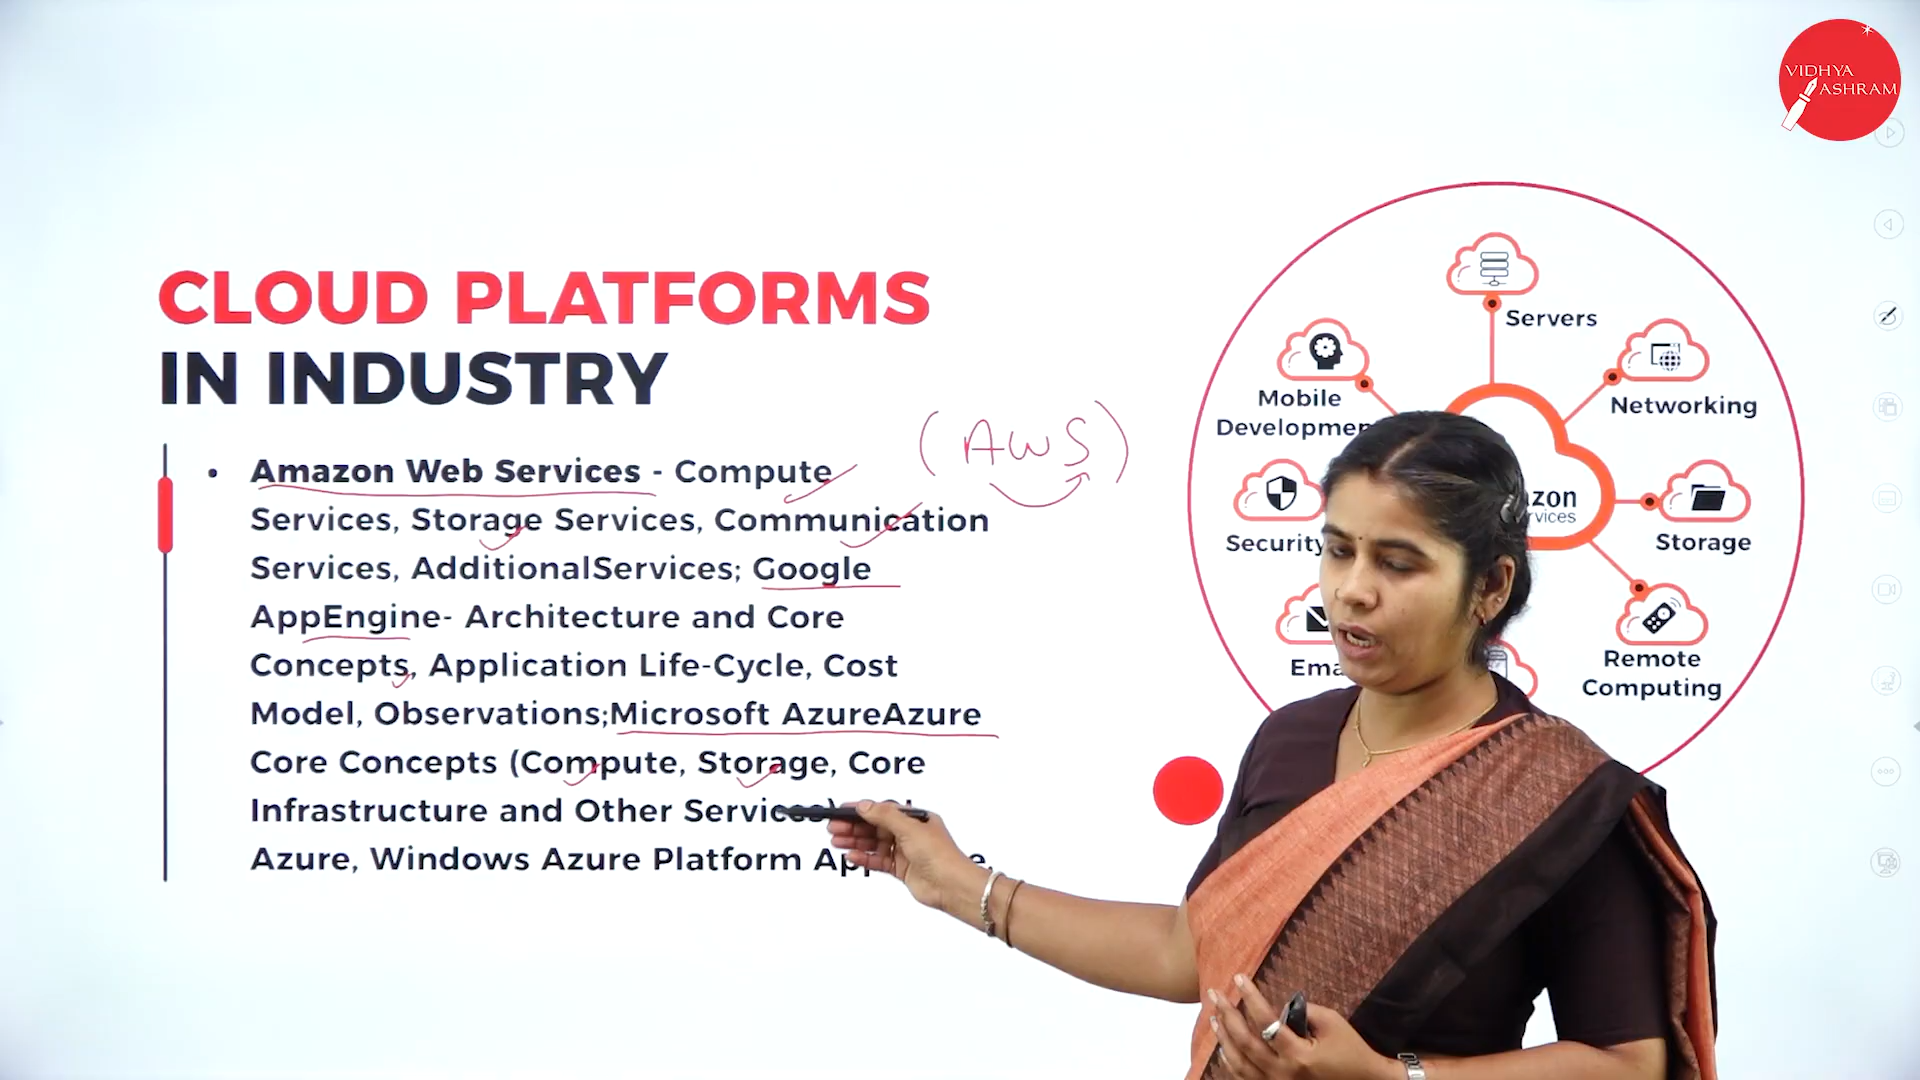 VIDHYA
ASHRAM
CLOUD PLATFORMS
IN INDUSTRY
(AWS)
• Amazon Web Services - Compute
Services, Storage Services, Communication
Services, AdditionalServices; Google
AppEngine- Architecture and Core
Concepts, Application Life-Cycle, Cost
Model, Observations;Microsoft AzureAzure
Core Concepts (Compute, Storage, Core
Infrastructure and Other Services)
Azure, Windows Azure Platform
Servers
Mobile
Networking
Security
Storage
Remote
Computing